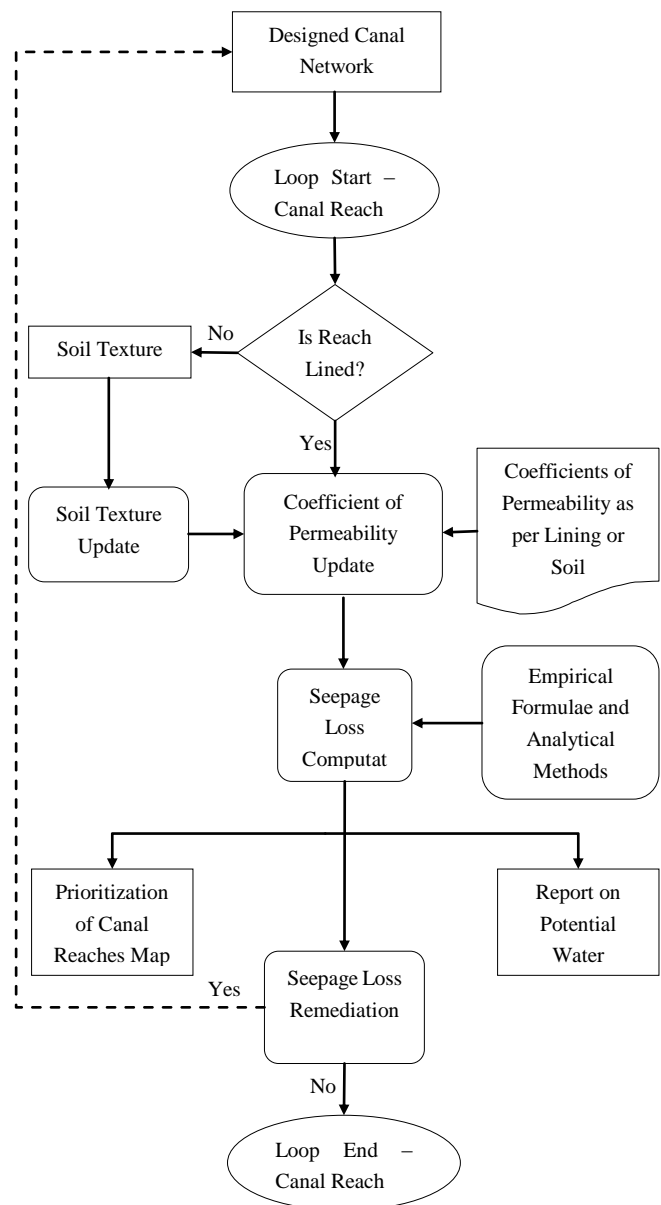 Designed Canal
Network
Loop Start –
Canal Reach
Is Reach
Lined?
No
Soil Texture
Yes
Soil Texture
Update
Coefficient of
Permeability
Update
Coefficients of
Permeability as
per Lining or
Soil
Seepage
Loss
Computat
Empirical
Formulae and
Analytical
Methods
Prioritization
of Canal
Reaches Map
Report on
Potential
Water
Yes
Seepage Loss
Remediation
No
Loop End –
Canal Reach